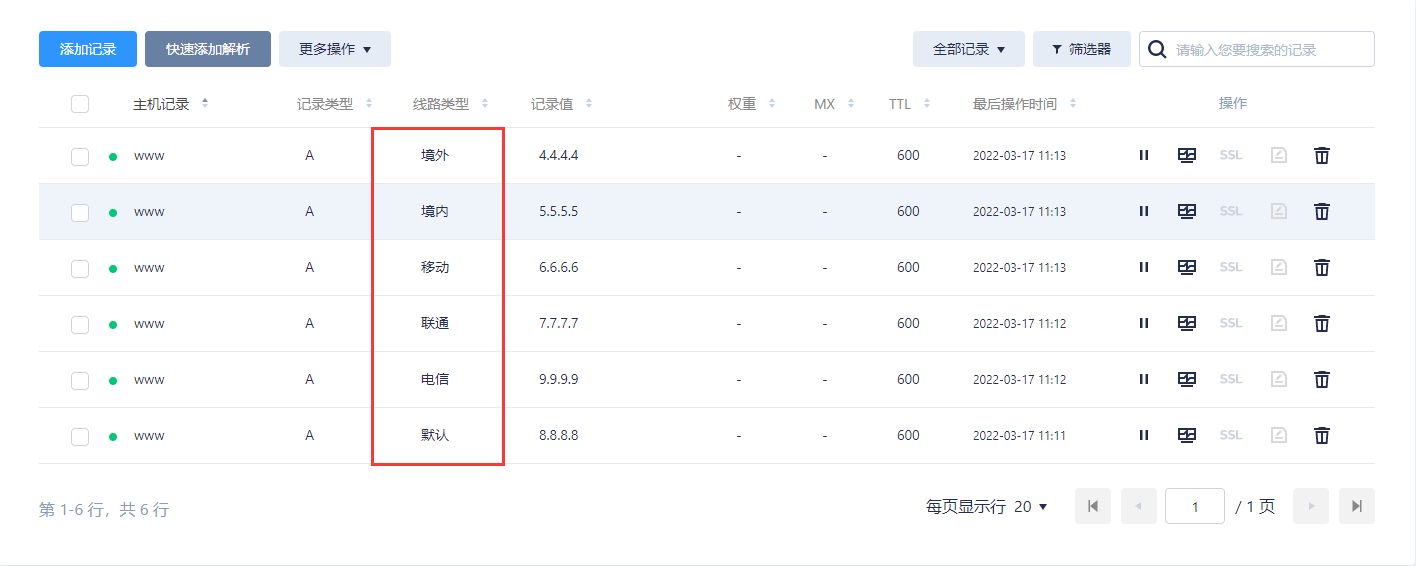 添加记录 快速添加解析 更多操作 全部记录 筛选器 请输入您要搜索的记录
主机记录 记录类型 线路类型 记录值 权重 MX TTL 最后操作时间 操作
www A 境外 4.4.4.4 - - 600 2022-03-17 11:13 SSL
www A 境内 5.5.5.5 - - 600 2022-03-17 11:13 SSL
www A 移动 6.6.6.6 - - 600 2022-03-17 11:13 SSL
www A 联通 7.7.7.7 - - 600 2022-03-17 11:12 SSL
www A 电信 9.9.9.9 - - 600 2022-03-17 11:12 SSL
www A 默认 8.8.8.8 - - 600 2022-03-17 11:11 SSL
第 1-6 行，共 6 行 每页显示行 20 1 / 1 页